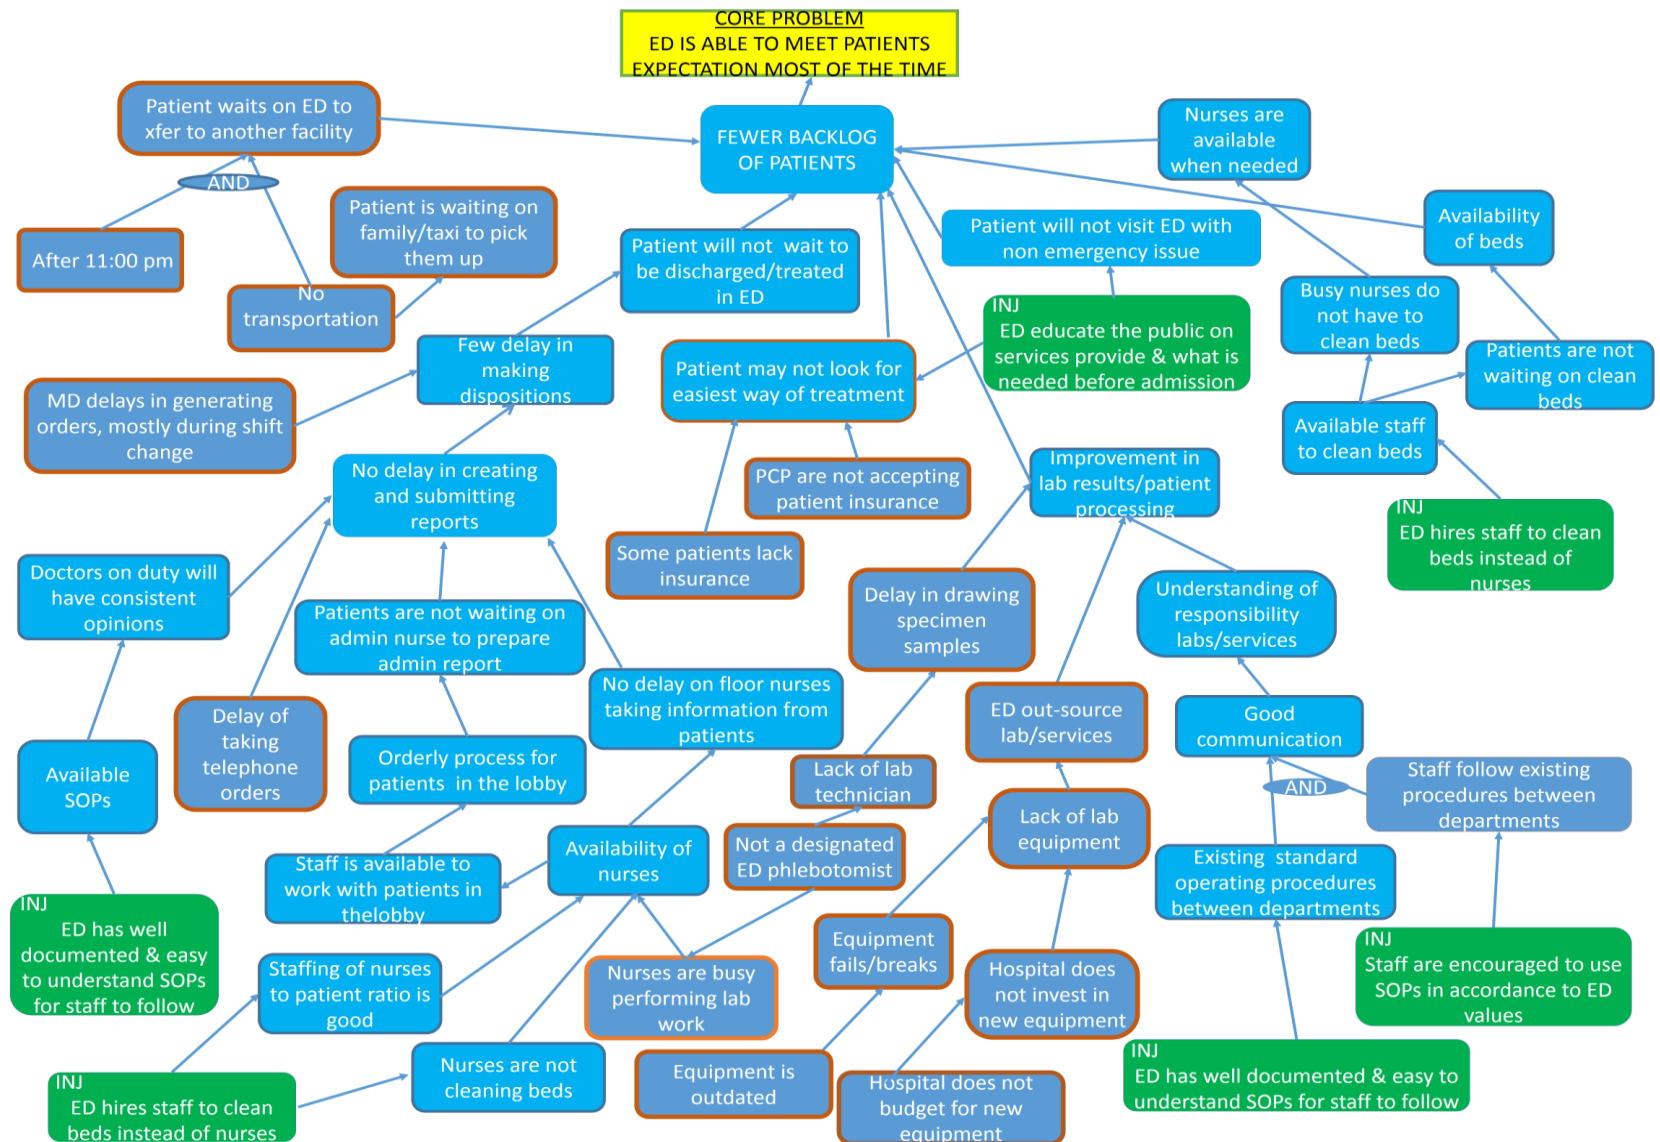 CORE PROBLEM
ED IS ABLE TO MEET PATIENTS
EXPECTATION MOST OF THE TIME
Patient waits on ED to
xfer to another facility
FEWER BACKLOG
OF PATIENTS
Nurses are
available
when needed
AND
Patient is waiting on
family/taxi to pick
them up
After 11:00 pm
No
transportation
Patient will not  wait to
be discharged/treated
in ED
Patient will not visit ED with
non emergency issue
Availability
of beds
Busy nurses do
not have to
clean beds
INJ
ED educate the public on
services provide & what is
needed before admission
Few delay in
making
dispositions
Patient may not look for
easiest way of treatment
Patients are not
waiting on clean
beds
MD delays in generating
orders, mostly during shift
change
Available staff
to clean beds
No delay in creating
and submitting
reports
PCP are not accepting
patient insurance
Improvement in
lab results/patient
processing
INJ
ED hires staff to clean
beds instead of
nurses
Some patients lack
insurance
Doctors on duty will
have consistent
opinions
Patients are not waiting on
admin nurse to prepare
admin report
Delay in drawing
specimen
samples
Understanding of
responsibility
labs/services
No delay on floor nurses
taking information from
patients
Delay of
taking
telephone
orders
ED out-source
lab/services
Good
communication
Available
SOPs
Orderly process for
patients  in the lobby
Lack of lab
technician
AND
Staff follow existing
procedures between
departments
Lack of lab
equipment
Staff is available to
work with patients in
thelobby
Availability of
nurses
Not a designated
ED phlebotomist
Existing  standard
operating procedures
between departments
INJ
ED has well
documented & easy
to understand SOPs
for staff to follow
Equipment
fails/breaks
INJ
Staff are encouraged to use
SOPs in accordance to ED
values
Staffing of nurses
to patient ratio is
good
Nurses are busy
performing lab
work
Hospital does
not invest in
new equipment
Nurses are not
cleaning beds
Equipment is
outdated
INJ
ED has well documented & easy to
understand SOPs for staff to follow
INJ
ED hires staff to clean
beds instead of nurses
Hospital does not
budget for new
equipment